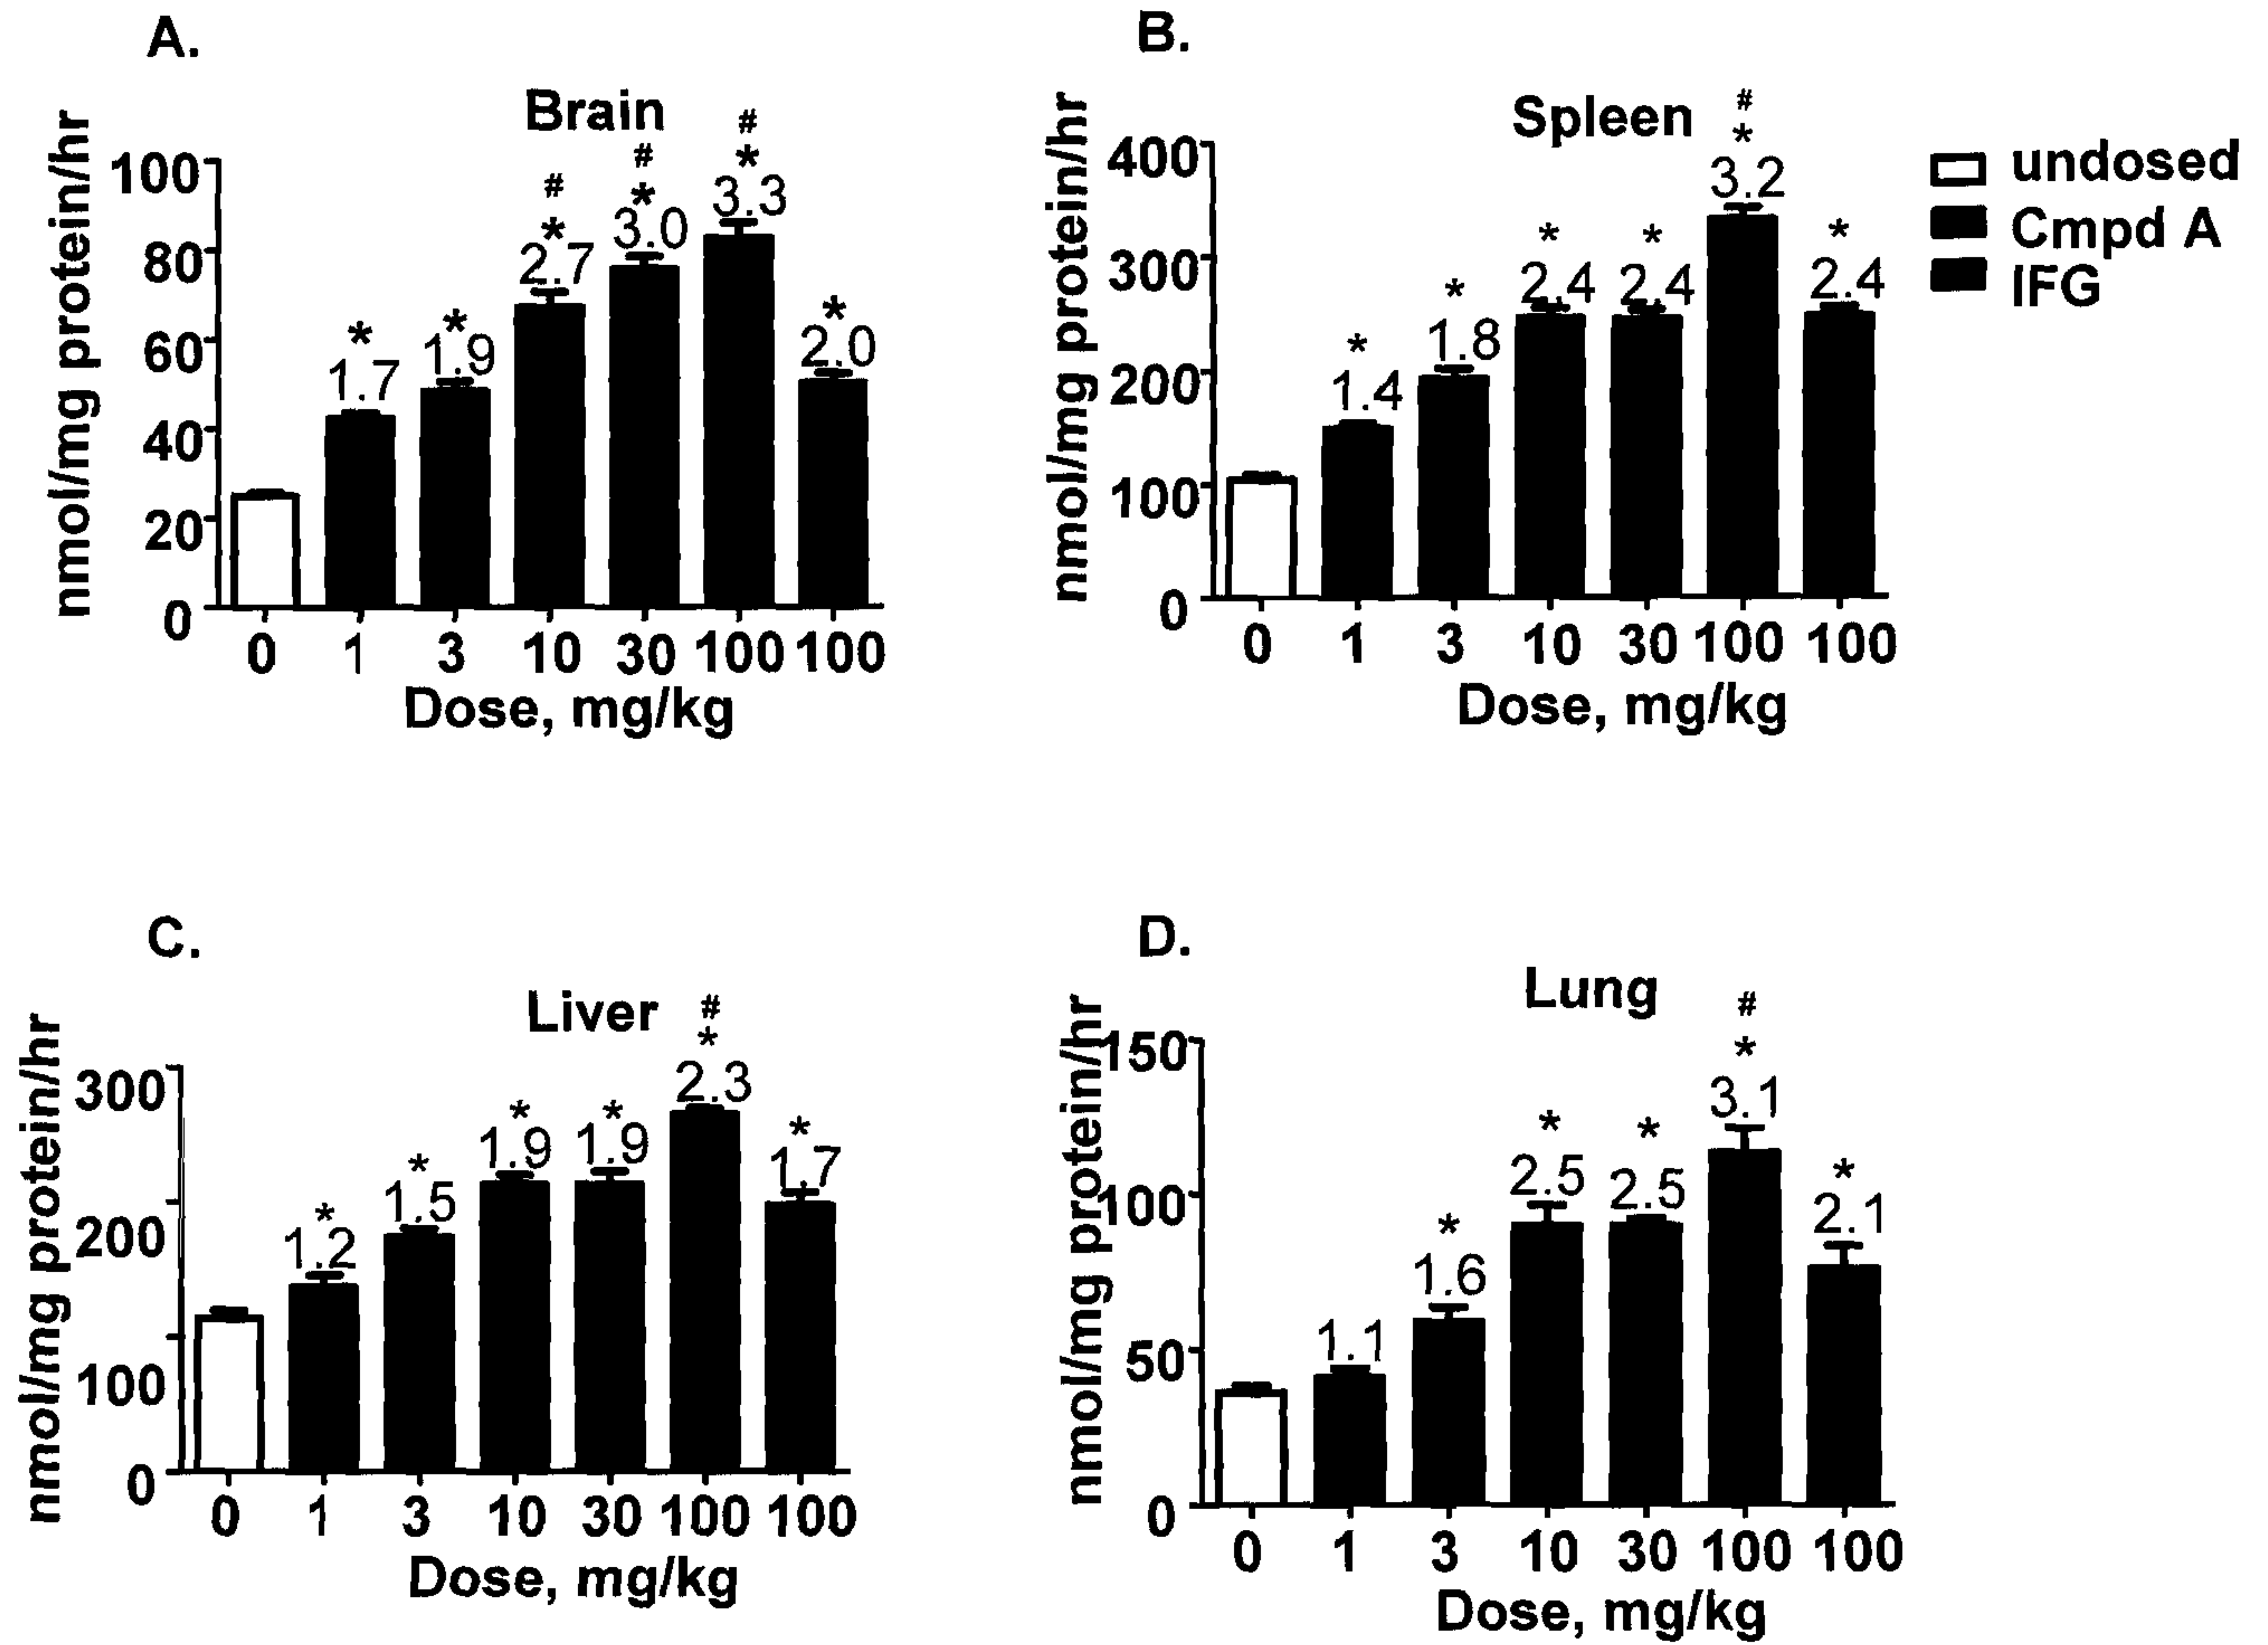 A.
Brain
nmol/mg protein/hr
100
80
60
40
20
0
# # #
* * * * * *
1.7 1.9 2.7 3.0 3.3 2.0
0 1 3 10 30 100 100
Dose, mg/kg
B.
Spleen
nmol/mg protein/hr
400
300
200
100
0
#
* * * * * *
1.4 1.8 2.4 2.4 3.2 2.4
0 1 3 10 30 100 100
Dose, mg/kg
undosed
Cmpd A
IFG
C.
Liver
nmol/mg protein/hr
300
200
100
0
#
* * * * * *
1.2 1.5 1.9 1.9 2.3 1.7
0 1 3 10 30 100 100
Dose, mg/kg
D.
Lung
nmol/mg protein/hr
150
100
50
0
#
* * * * *
1.1 1.6 2.5 2.5 3.1 2.1
0 1 3 10 30 100 100
Dose, mg/kg